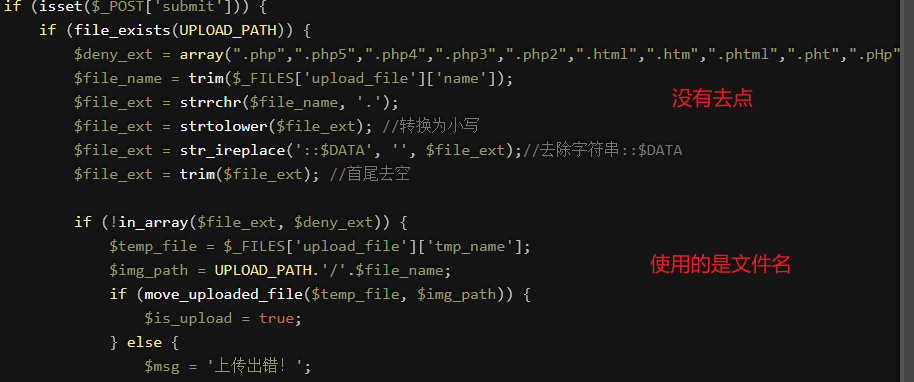 if (isset($_POST['submit'])) {
if (file_exists(UPLOAD_PATH)) {
$deny_ext = array(".php",".php5",".php4",".php3",".php2",".html",".htm",".phtml",".pht",".pHp"
$file_name = trim($_FILES['upload_file']['name']);
$file_ext = strrchr($file_name, '.');
没有去点
$file_ext = strtolower($file_ext); //转换为小写
$file_ext = str_ireplace('::$DATA', '', $file_ext);//去除字符串::$DATA
$file_ext = trim($file_ext); //首尾去空
if (!in_array($file_ext, $deny_ext)) {
$temp_file = $_FILES['upload_file']['tmp_name'];
$img_path = UPLOAD_PATH.'/'.$file_name;
使用的是文件名
if (move_uploaded_file($temp_file, $img_path)) {
$is_upload = true;
} else {
$msg = '上传出错！';